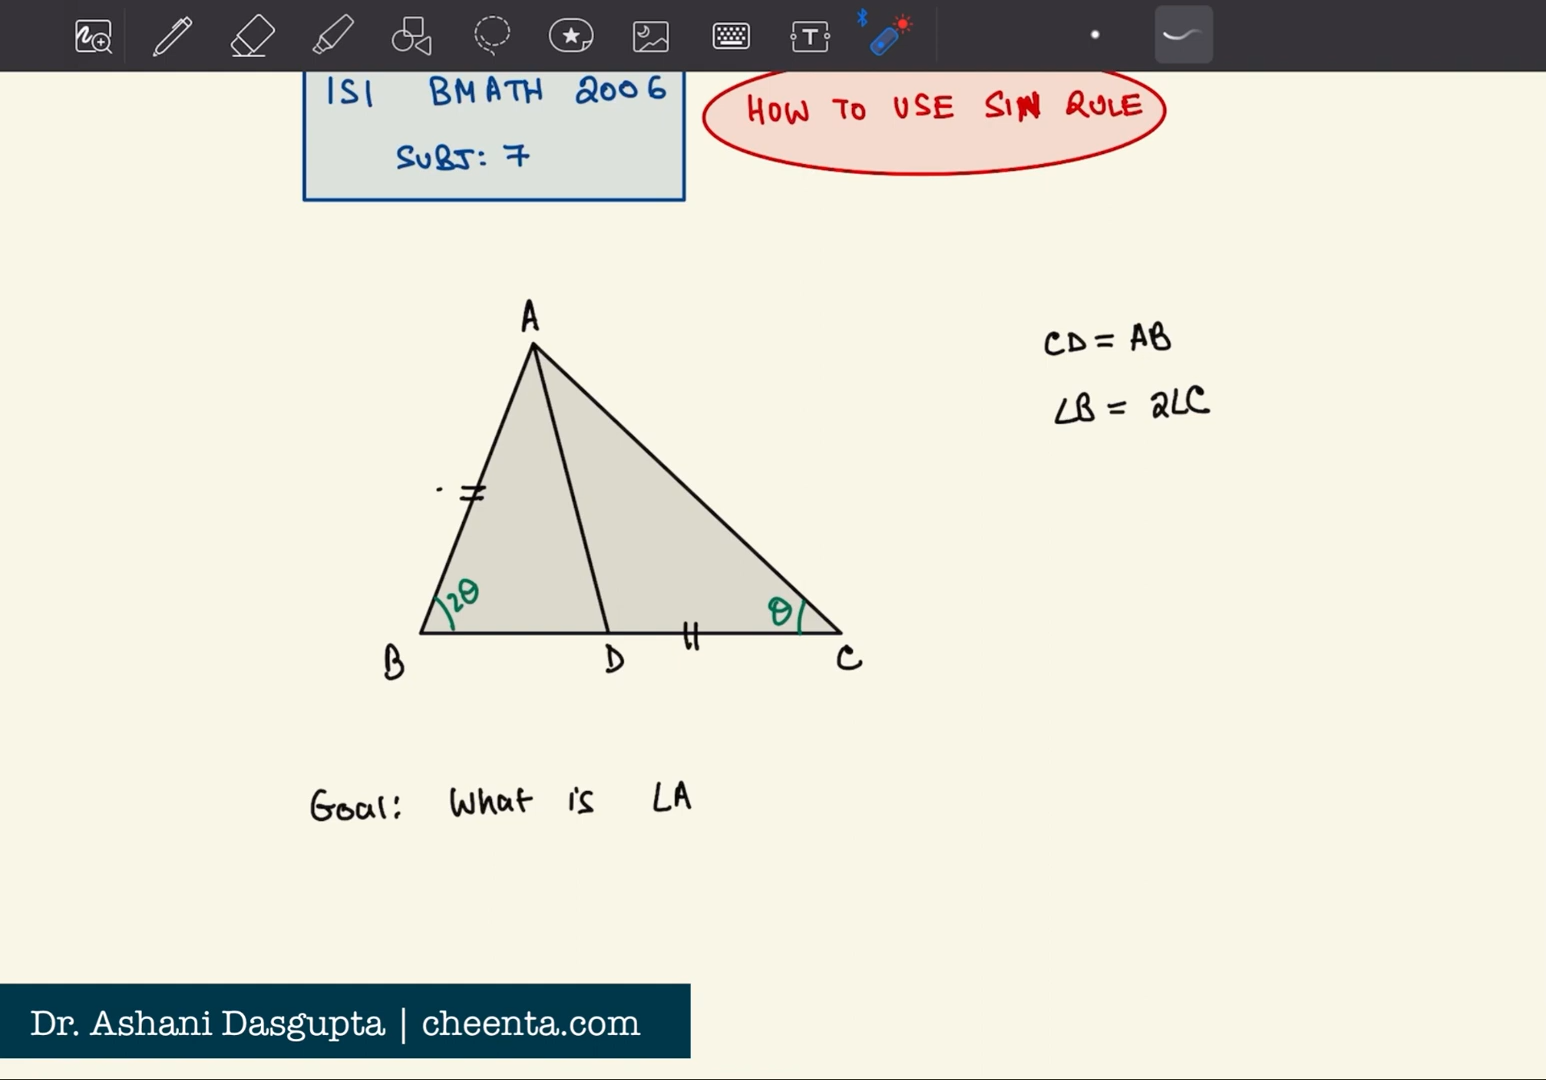 ISI BMATH 2006
SUBJ: 7
HOW TO USE SIN RULE
A
CD = AB
∠B = 2∠C
2θ
θ
B
D
C
Goal: What is ∠A
Dr. Ashani Dasgupta | cheenta.com
T